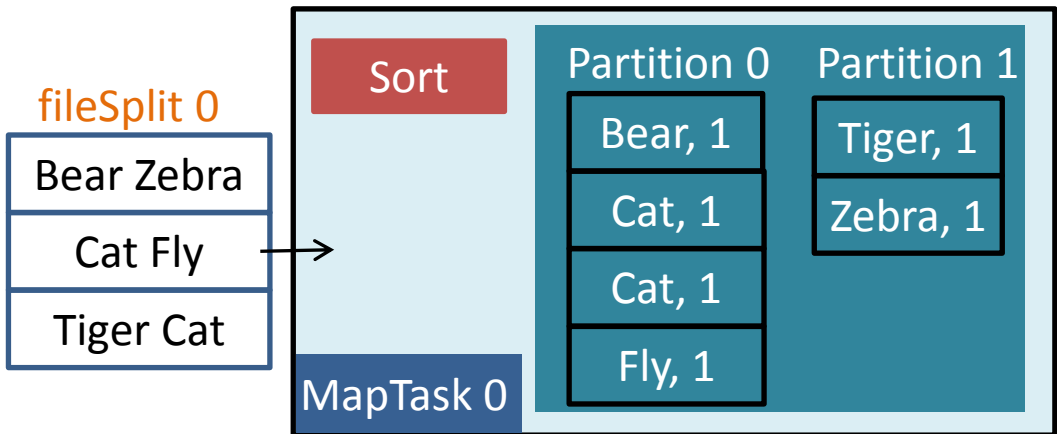 fileSplit 0
Bear Zebra
Cat Fly
Tiger Cat
Sort
MapTask 0
Partition 0
Bear, 1
Cat, 1
Cat, 1
Fly, 1
Partition 1
Tiger, 1
Zebra, 1